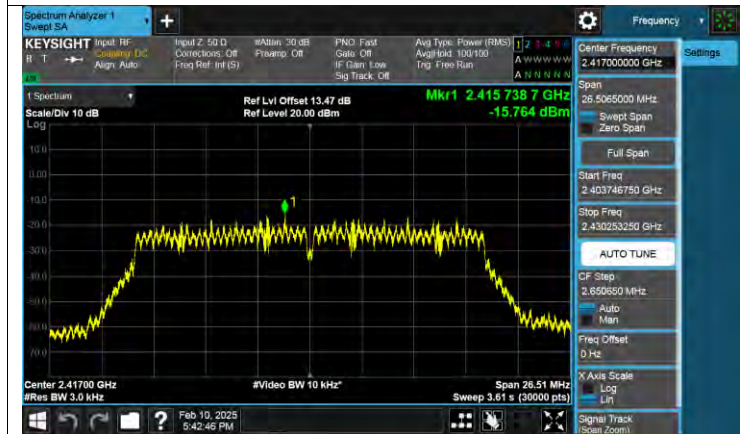 Spectrum Analyzer 1
Swept SA
Frequency
KEYSIGHT
R T
Input: RF
Coupling: DC
Align: Auto
Input Z: 50 Ω
Corrections: Off
Freq Ref: Int (S)
#Atten: 30 dB
Preamp: Off
PNO: Fast
Gate: Off
IF Gain: Low
Sig Track: Off
Avg Type: Power (RMS)
Avg|Hold: 100/100
Trig: Free Run
1 2 3 4 5 6
A W W W W W
A N N N N N
1 Spectrum
Scale/Div 10 dB
Log
Ref Lvl Offset 13.47 dB
Ref Level 20.00 dBm
Mkr1 2.415 738 7 GHz
-15.764 dBm
10.0
0.00
-10.0
-20.0
-30.0
-40.0
-50.0
-60.0
-70.0
1
Center 2.41700 GHz
#Res BW 3.0 kHz
#Video BW 10 kHz*
Span 26.51 MHz
Sweep 3.61 s (30000 pts)
Feb 10, 2025
5:42:46 PM
Center Frequency
2.417000000 GHz
Settings
Span
26.5065000 MHz
Swept Span
Zero Span
Full Span
Start Freq
2.403746750 GHz
Stop Freq
2.430253250 GHz
AUTO TUNE
CF Step
2.650650 MHz
Auto
Man
Freq Offset
0 Hz
X Axis Scale
Log
Lin
Signal Track
(Span Zoom)